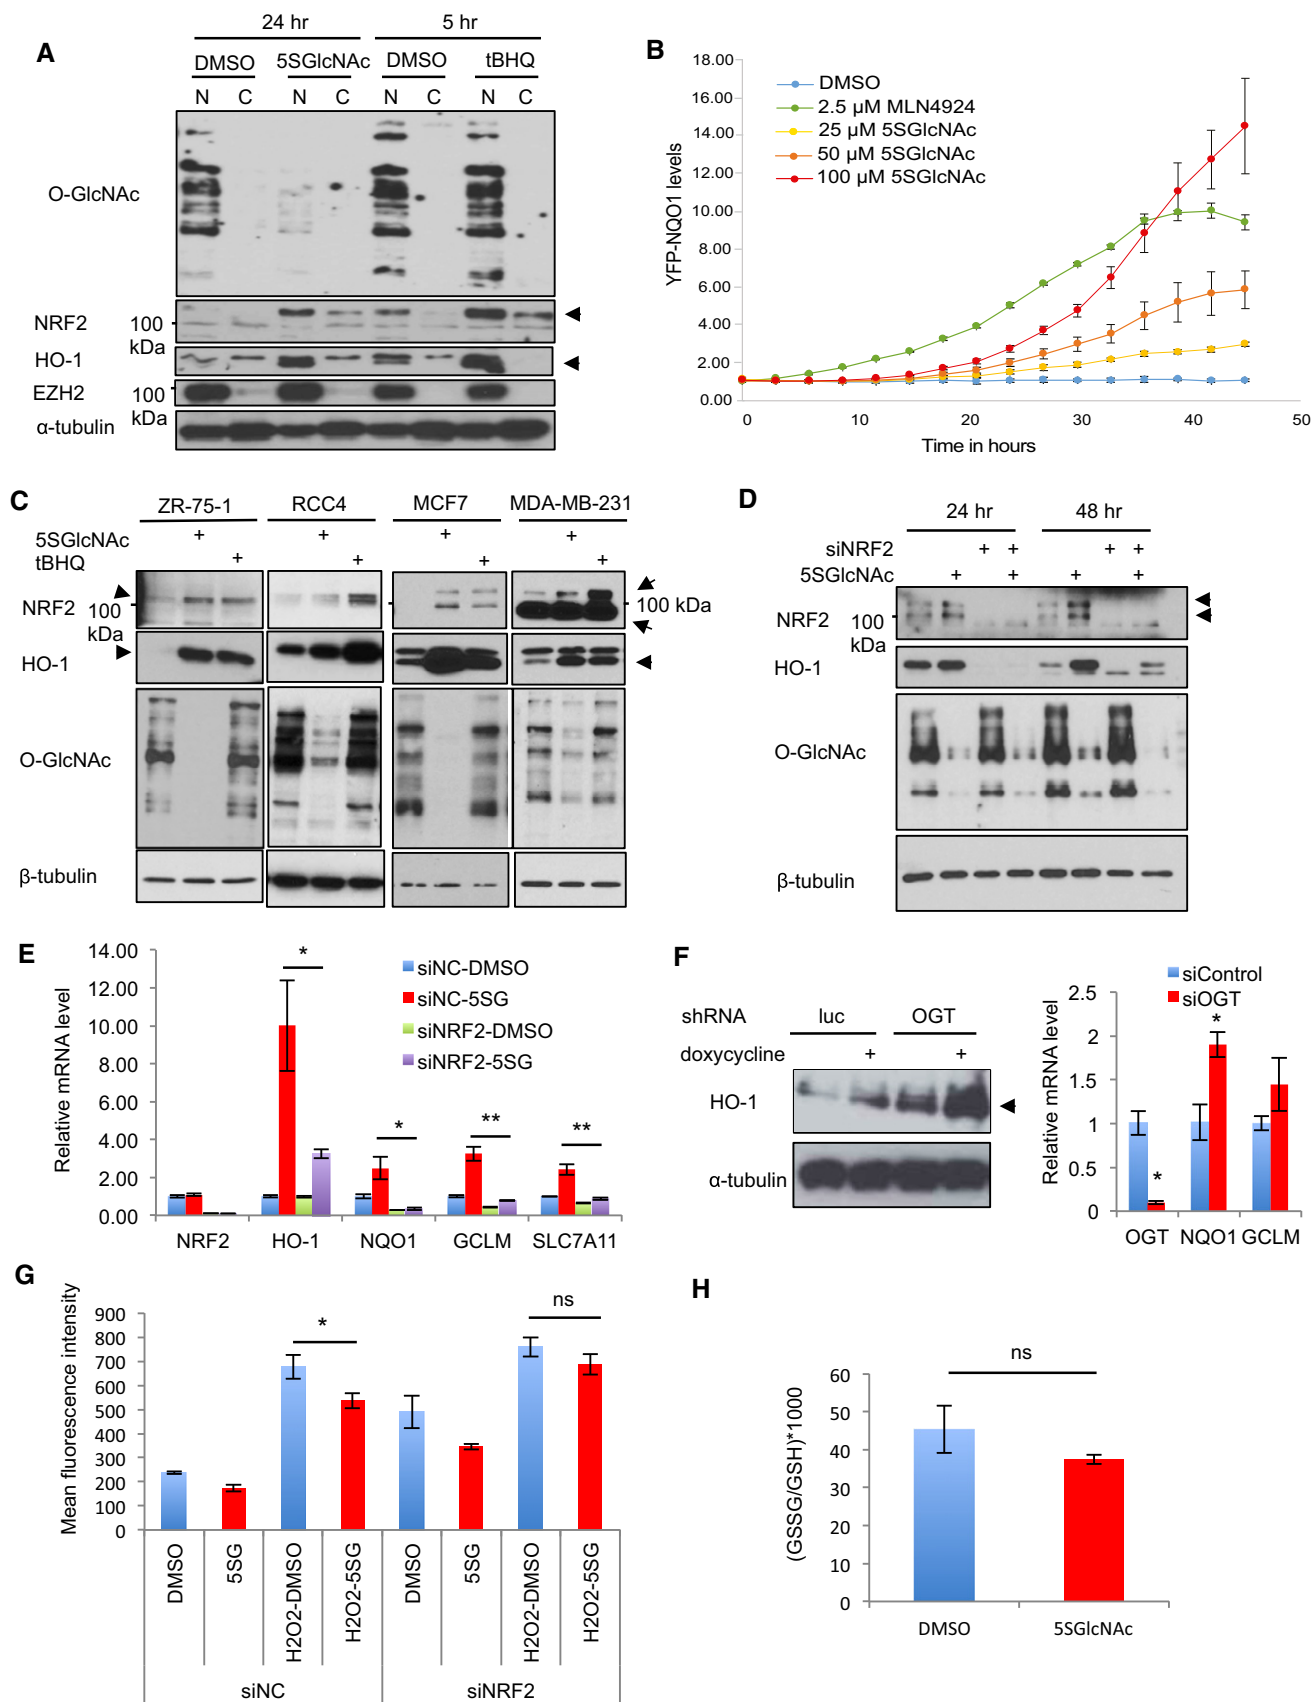 A
24 hr
5 hr
DMSO
5SGlcNAc
DMSO
tBHQ
N
C
N
C
N
C
N
C
O-GlcNAc
NRF2
100
kDa
HO-1
EZH2
100
kDa
α-tubulin
B
YFP-NQO1 levels
18.00
16.00
14.00
12.00
10.00
8.00
6.00
4.00
2.00
0.00
DMSO
2.5 µM MLN4924
25 µM 5SGlcNAc
50 µM 5SGlcNAc
100 µM 5SGlcNAc
0
10
20
30
40
50
Time in hours
C
ZR-75-1
RCC4
MCF7
MDA-MB-231
5SGlcNAc
+
+
+
+
tBHQ
+
+
+
+
NRF2
100
kDa
100 kDa
HO-1
O-GlcNAc
β-tubulin
D
24 hr
48 hr
siNRF2
+
+
+
+
5SGlcNAc
+
+
+
+
NRF2
100
kDa
HO-1
O-GlcNAc
β-tubulin
E
Relative mRNA level
14.00
12.00
10.00
8.00
6.00
4.00
2.00
0.00
siNC-DMSO
siNC-5SG
siNRF2-DMSO
siNRF2-5SG
*
*
**
**
NRF2
HO-1
NQO1
GCLM
SLC7A11
F
shRNA
luc
OGT
doxycycline
+
+
HO-1
α-tubulin
siControl
siOGT
Relative mRNA level
2.5
2
1.5
1
0.5
0
*
*
OGT
NQO1
GCLM
G
Mean fluorescence intensity
900
800
700
600
500
400
300
200
100
0
*
ns
DMSO
5SG
H2O2-DMSO
H2O2-5SG
DMSO
5SG
H2O2-DMSO
H2O2-5SG
siNC
siNRF2
H
(GSSG/GSH)*1000
60
50
40
30
20
10
0
ns
DMSO
5SGlcNAc